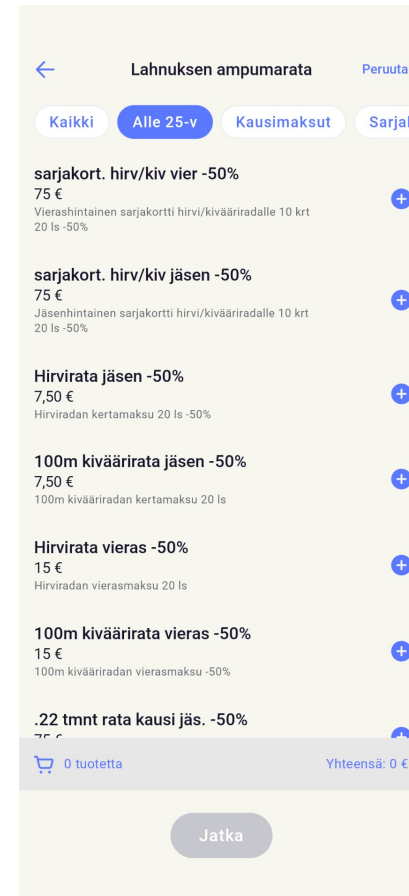 Lahnuksen ampumarata
Peruuta
Kaikki
Alle 25-v
Kausimaksut
sarjakort. hirv/kiv vier -50%
75 €
Vierashintainen sarjakortti hirvi/kivääriradalle 10 krt
20 ls -50%
sarjakort. hirv/kiv jäsen -50%
75 €
Jäsenhintainen sarjakortti hirvi/kivääriradalle 10 krt
20 ls -50%
Hirvirata jäsen -50%
7,50 €
Hirviradan kertamaksu 20 ls -50%
100m kiväärirata jäsen -50%
7,50 €
100m kivääriradan kertamaksu 20 ls
Hirvirata vieras -50%
15 €
Hirviradan vierasmaksu 20 ls
100m kiväärirata vieras -50%
15 €
100m kivääriradan vierasmaksu -50%
.22 tmnt rata kausi jäs. -50%
75 €
0 tuotetta
Yhteensä: 0 €
Jatka